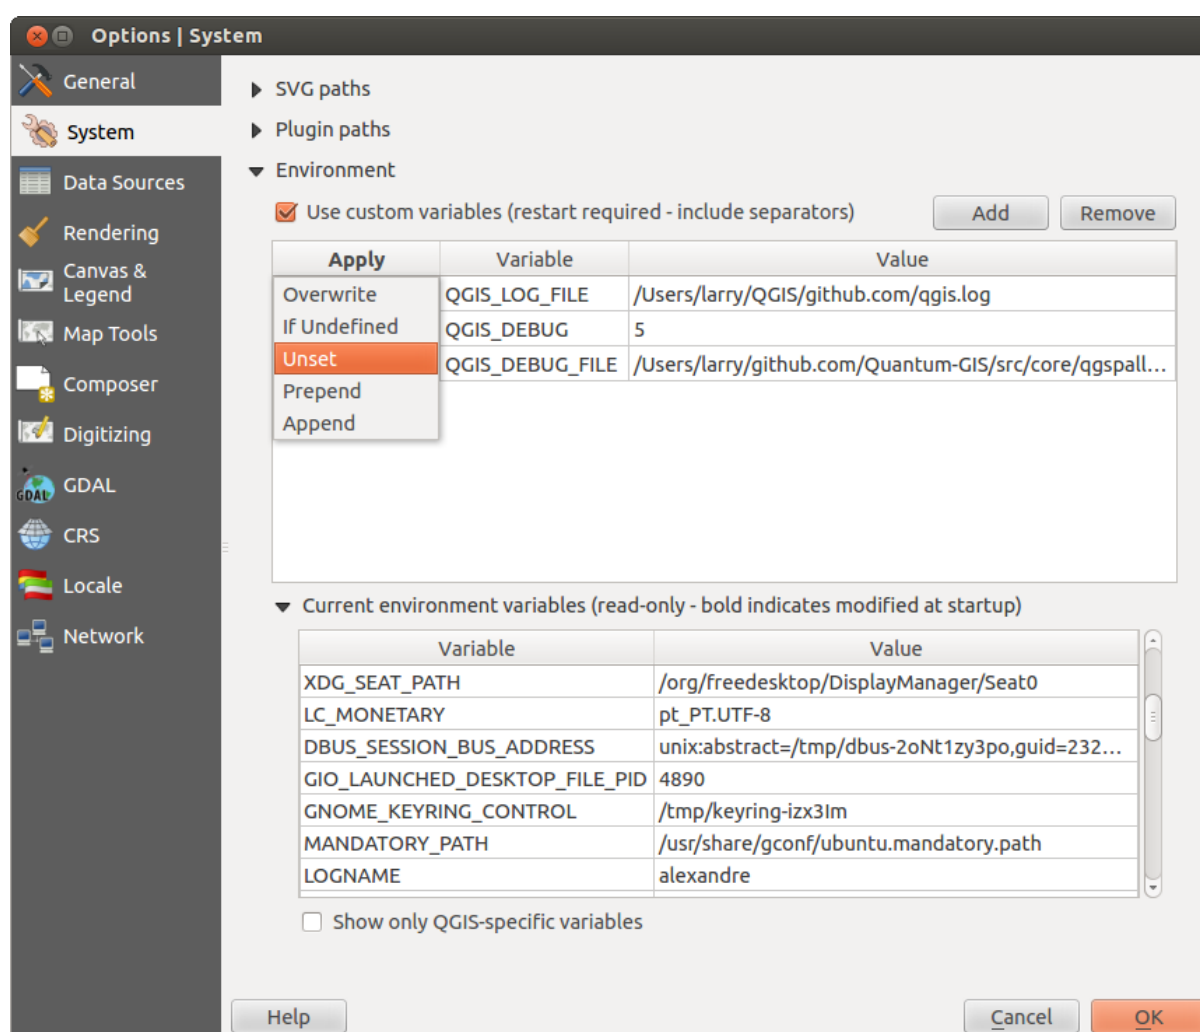 Options | System
General
System
Data Sources
Rendering
Canvas &
Legend
Map Tools
Composer
Digitizing
GDAL
GDAL
CRS
Locale
Network
SVG paths
Plugin paths
Environment
Use custom variables (restart required - include separators)
Add
Remove
Apply Variable Value
Overwrite
If Undefined
Unset
Prepend
Append
QGIS_LOG_FILE /Users/larry/QGIS/github.com/qgis.log
QGIS_DEBUG 5
QGIS_DEBUG_FILE /Users/larry/github.com/Quantum-GIS/src/core/qgspall...
Current environment variables (read-only - bold indicates modified at startup)
Variable Value
XDG_SEAT_PATH /org/freedesktop/DisplayManager/Seat0
LC_MONETARY pt_PT.UTF-8
DBUS_SESSION_BUS_ADDRESS unix:abstract=/tmp/dbus-2oNt1zy3po,guid=232...
GIO_LAUNCHED_DESKTOP_FILE_PID 4890
GNOME_KEYRING_CONTROL /tmp/keyring-izx3Im
MANDATORY_PATH /usr/share/gconf/ubuntu.mandatory.path
LOGNAME alexandre
Show only QGIS-specific variables
Help
Cancel
OK